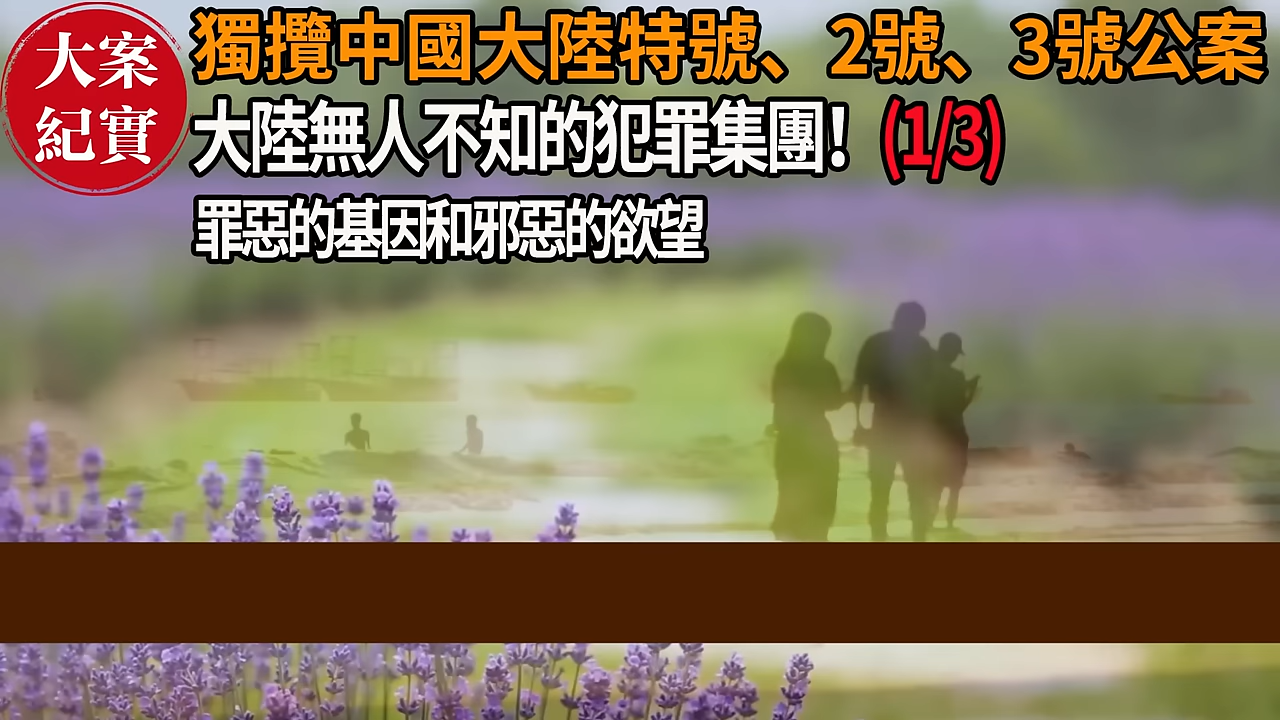 大案
紀實
獨攬中國大陸特號、2號、3號公案
大陸無人不知的犯罪集團！(1/3)
罪惡的基因和邪惡的欲望